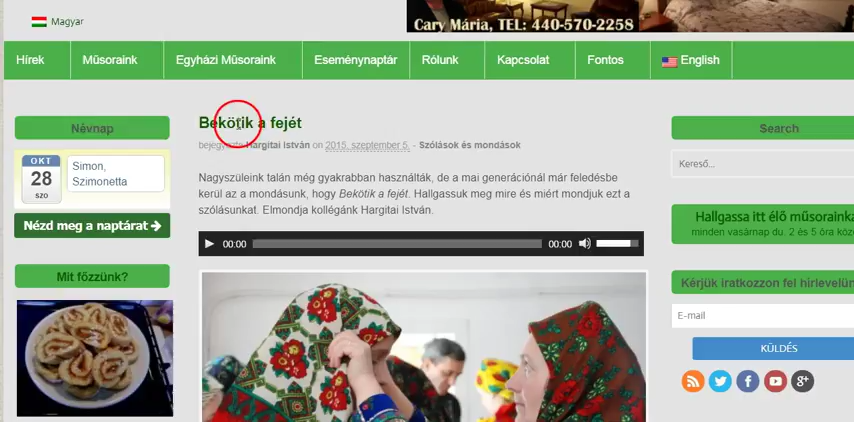 Magyar
Cary Mária, TEL: 440-570-2258
Hírek
Műsoraink
Egyházi Műsoraink
Eseménynaptár
Rólunk
Kapcsolat
Fontos
English
Névnap
OKT
28
SZO
Simon,
Szimonetta
Nézd meg a naptárat
Mit főzzünk?
Bekötik a fejét
bejegyezte Hargitai István on 2015. szeptember 5. - Szólások és mondások
Nagyszüleink talán még gyakrabban használták, de a mai generációnál már feledésbe
kerül az a mondásunk, hogy Bekötik a fejét. Hallgassuk meg mire és miért mondjuk ezt a
szólásunkat. Elmondja kollégánk Hargitai István.
00:00
00:00
Search
Kereső...
Hallgassa itt élő műsoraink
minden vasárnap du. 2 és 5 óra köz
Kérjük iratkozzon fel hírlevelün
E-mail
KÜLDÉS